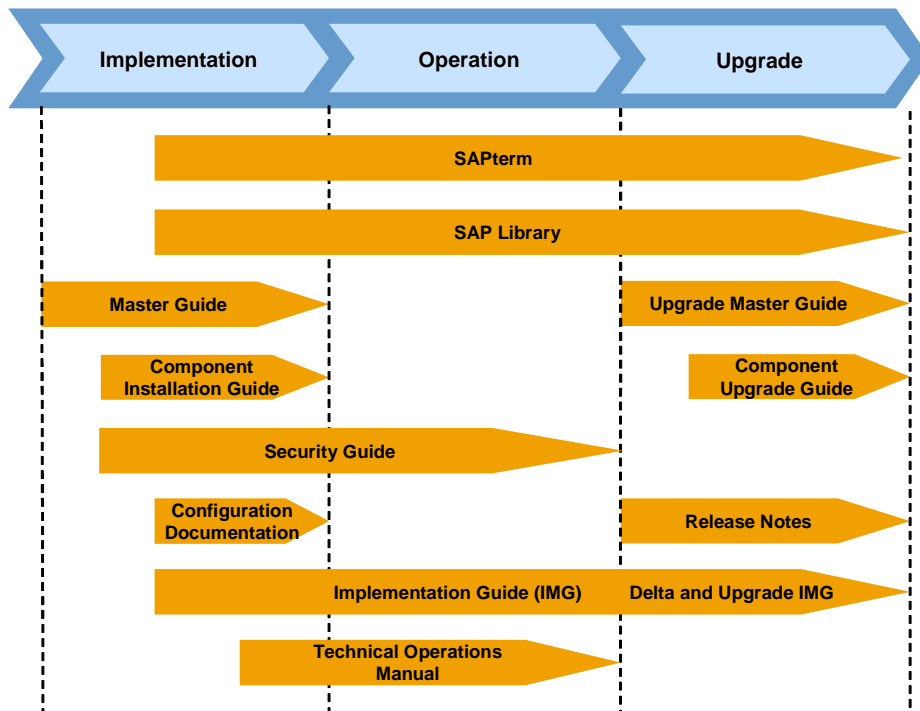 Implementation
Operation
Upgrade
SAPterm
SAP Library
Master Guide
Upgrade Master Guide
Component
Installation Guide
Component
Upgrade Guide
Security Guide
Configuration
Documentation
Release Notes
Implementation Guide (IMG)
Delta and Upgrade IMG
Technical Operations
Manual